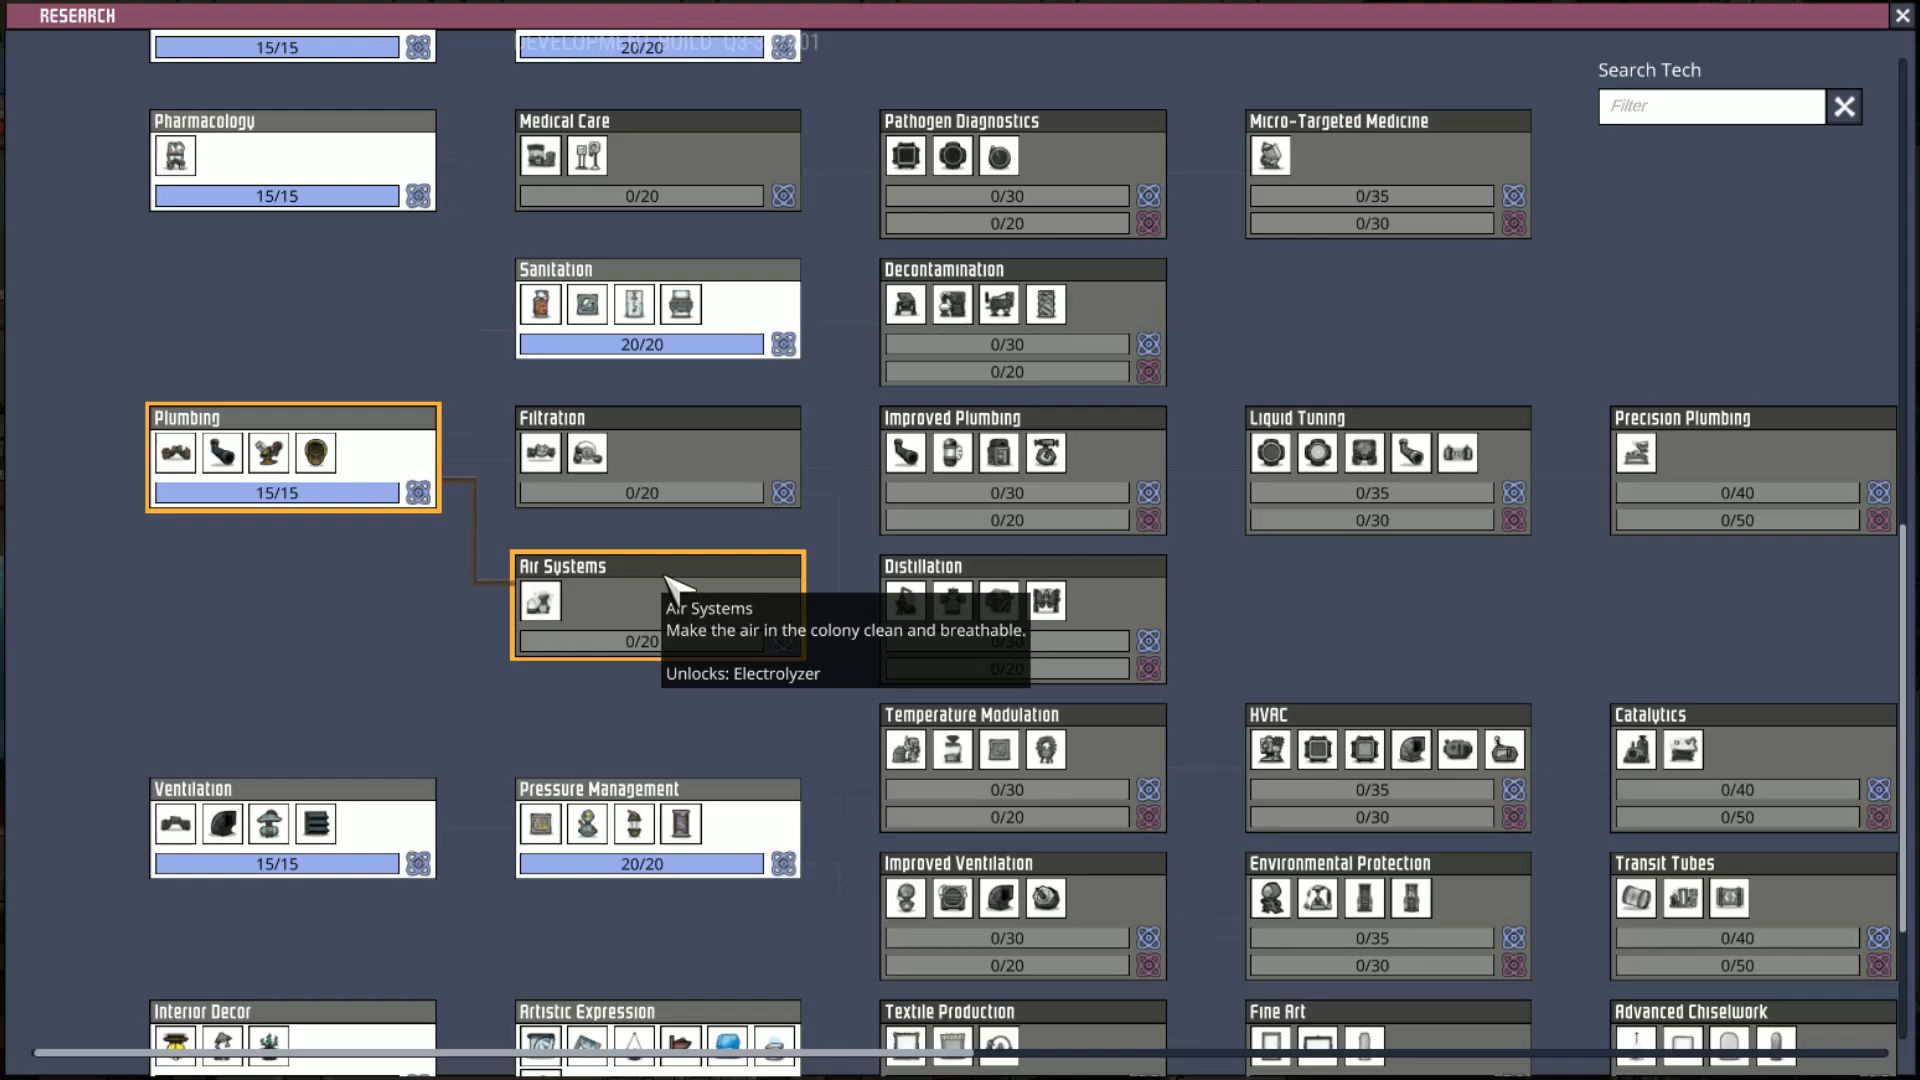 RESEARCH
15/15
20/20
Search Tech
Filter
Pharmacology
15/15
Medical Care
0/20
Pathogen Diagnostics
0/30
0/20
Micro-Targeted Medicine
0/35
0/30
Sanitation
20/20
Decontamination
0/30
0/20
Plumbing
15/15
Filtration
0/20
Improved Plumbing
0/30
0/20
Liquid Tuning
0/35
0/30
Precision Plumbing
0/40
0/50
Air Systems
0/20
Air Systems
Make the air in the colony clean and breathable.
Unlocks: Electrolyzer
Distillation
0/30
0/20
Temperature Modulation
0/30
0/20
HVAC
0/35
0/30
Catalytics
0/40
0/50
Ventilation
15/15
Pressure Management
20/20
Improved Ventilation
0/30
0/20
Environmental Protection
0/35
0/30
Transit Tubes
0/40
0/50
Interior Decor
Artistic Expression
Textile Production
Fine Art
Advanced Chiselwork